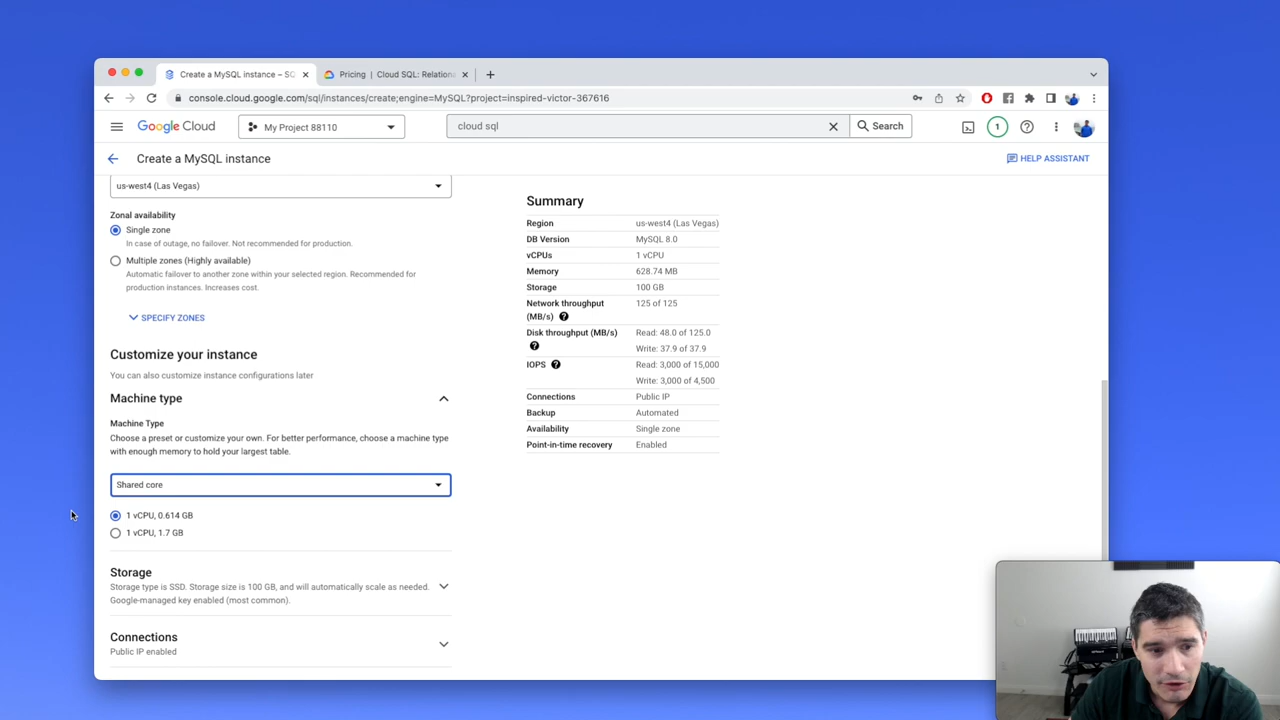 Create a MySQL instance – SQ
Pricing | Cloud SQL: Relationa
console.cloud.google.com/sql/instances/create;engine=MySQL?project=inspired-victor-367616
Google Cloud
My Project 88110
cloud sql
Search
1
Create a MySQL instance
HELP ASSISTANT
us-west4 (Las Vegas)
Zonal availability
Single zone
In case of outage, no failover. Not recommended for production.
Multiple zones (Highly available)
Automatic failover to another zone within your selected region. Recommended for
production instances. Increases cost.
SPECIFY ZONES
Customize your instance
You can also customize instance configurations later
Machine type
Machine Type
Choose a preset or customize your own. For better performance, choose a machine type
with enough memory to hold your largest table.
Shared core
1 vCPU, 0.614 GB
1 vCPU, 1.7 GB
Storage
Storage type is SSD. Storage size is 100 GB, and will automatically scale as needed.
Google-managed key enabled (most common).
Connections
Public IP enabled
Summary
Region us-west4 (Las Vegas)
DB Version MySQL 8.0
vCPUs 1 vCPU
Memory 628.74 MB
Storage 100 GB
Network throughput 125 of 125
(MB/s)
Disk throughput (MB/s) Read: 48.0 of 125.0
Write: 37.9 of 37.9
IOPS Read: 3,000 of 15,000
Write: 3,000 of 4,500
Connections Public IP
Backup Automated
Availability Single zone
Point-in-time recovery Enabled